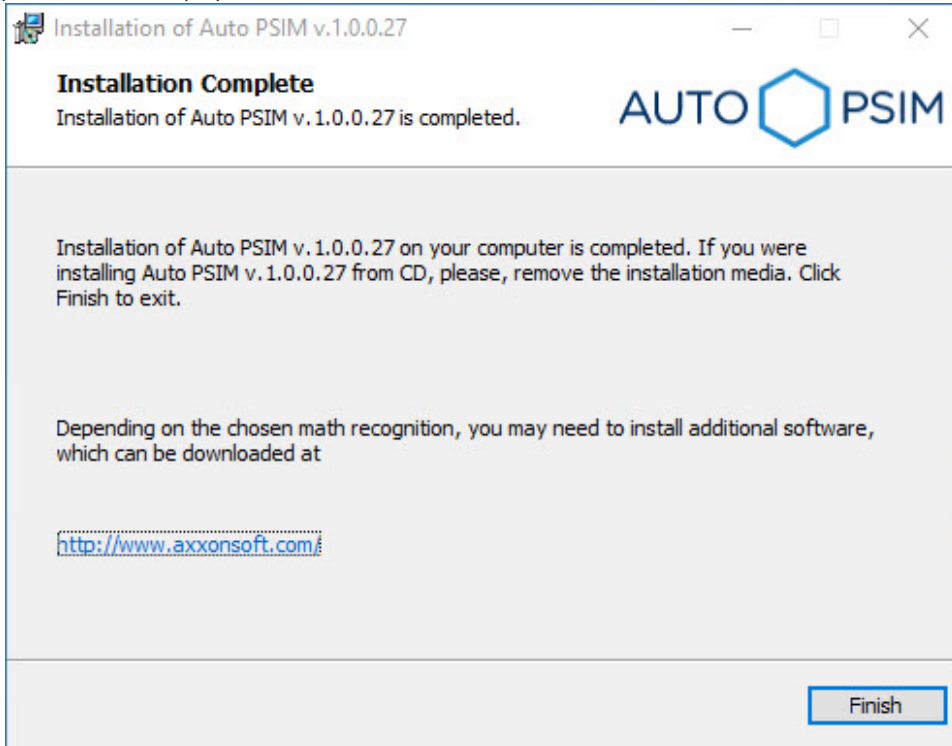 Installation of Auto PSIM v.1.0.0.27
Installation Complete
Installation of Auto PSIM v.1.0.0.27 is completed.
AUTO PSIM
Installation of Auto PSIM v.1.0.0.27 on your computer is completed. If you were
installing Auto PSIM v.1.0.0.27 from CD, please, remove the installation media. Click
Finish to exit.
Depending on the chosen math recognition, you may need to install additional software,
which can be downloaded at
http://www.axxonsoft.com/
Finish